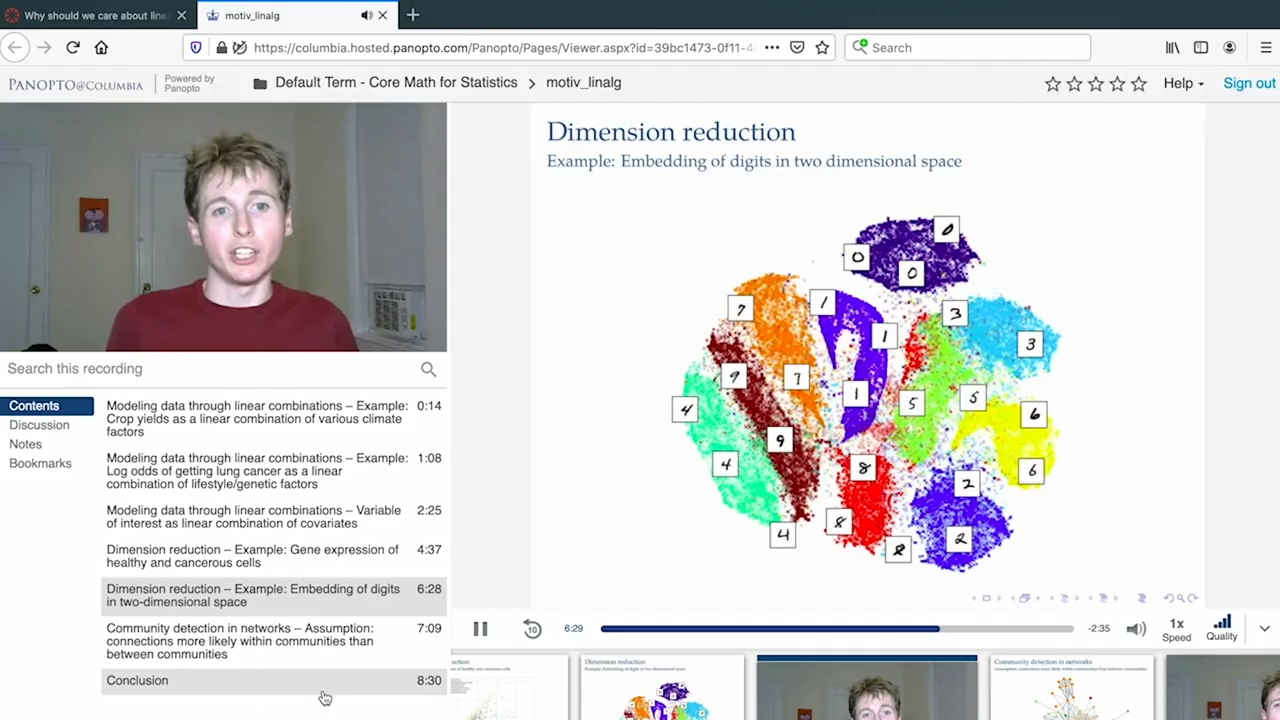 Why should we care about line
motiv_linalg
https://columbia.hosted.panopto.com/Panopto/Pages/Viewer.aspx?id=39bc1473-0f11-4
Search
PANOPTO@COLUMBIA
Powered by
Panopto
Default Term - Core Math for Statistics > motiv_linalg
Help
Sign out
Search this recording
Contents
Discussion
Notes
Bookmarks
Modeling data through linear combinations – Example: 0:14
Crop yields as a linear combination of various climate
factors
Modeling data through linear combinations – Example: 1:08
Log odds of getting lung cancer as a linear
combination of lifestyle/genetic factors
Modeling data through linear combinations – Variable 2:25
of interest as linear combination of covariates
Dimension reduction – Example: Gene expression of 4:37
healthy and cancerous cells
Dimension reduction – Example: Embedding of digits 6:28
in two-dimensional space
Community detection in networks – Assumption: 7:09
connections more likely within communities than
between communities
Conclusion 8:30
Dimension reduction
Example: Embedding of digits in two dimensional space
0
0
0
1
7
3
1
3
9
7
1
5
5
4
6
9
4
8
6
2
8
4
2
8
10
6:29
-2:35
1x
Speed
Quality
Dimension reduction
Example: Embedding of digits in two dimensional space
Community detection in networks